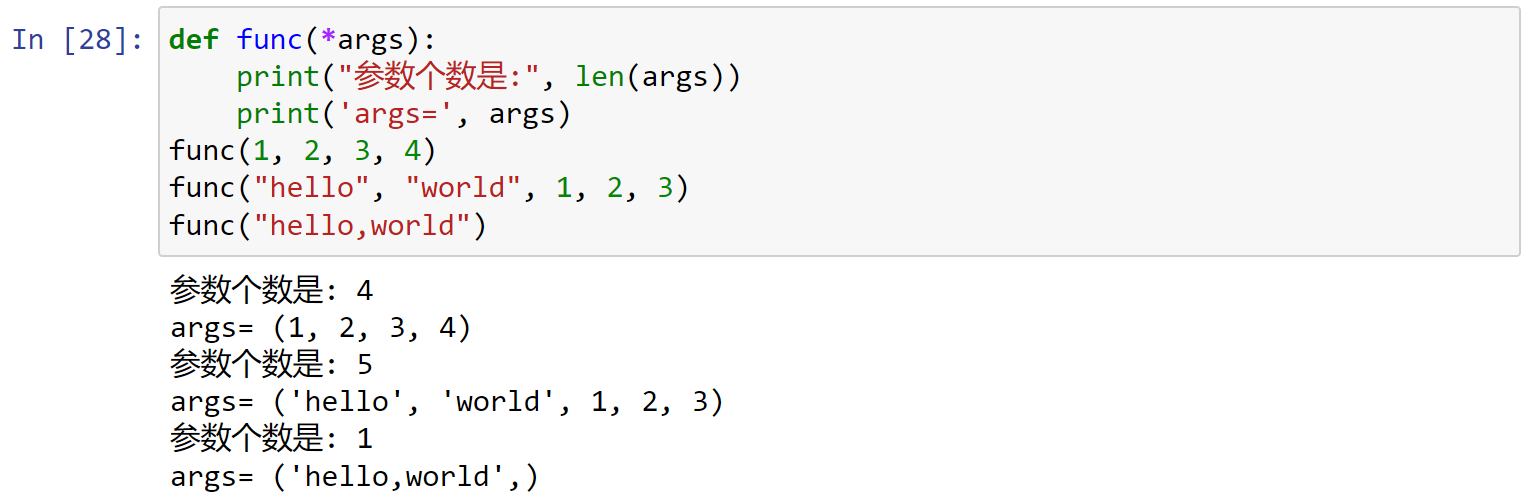 In [28]: def func(*args):
    print("参数个数是:", len(args))
    print('args=', args)
func(1, 2, 3, 4)
func("hello", "world", 1, 2, 3)
func("hello,world")
参数个数是: 4
args= (1, 2, 3, 4)
参数个数是: 5
args= ('hello', 'world', 1, 2, 3)
参数个数是: 1
args= ('hello,world',)